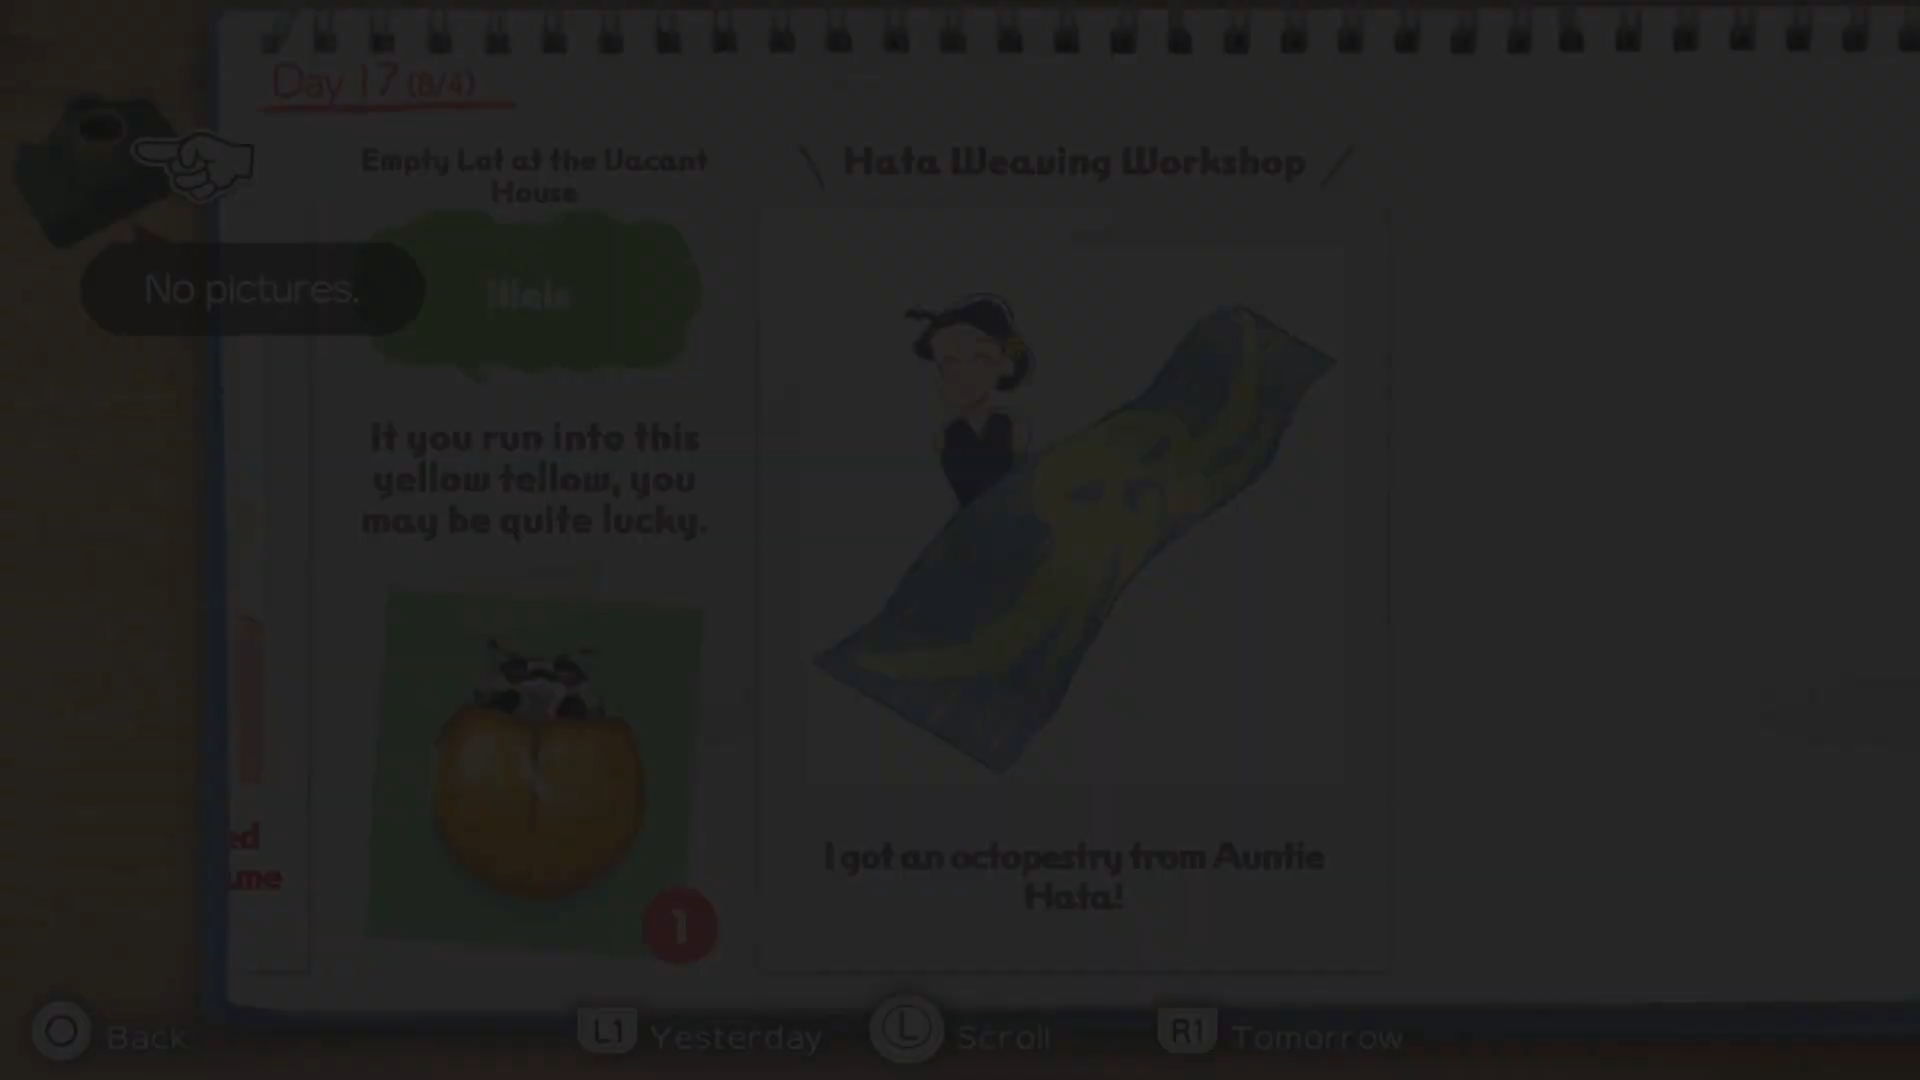 Day 17 (8/4)
Empty Lot at the Vacant
House
Hata Weaving Workshop
No pictures.
Niels
If you run into this
yellow fellow, you
may be quite lucky.
1
I got an octopestry from Auntie
Hata!
Back
L1 Yesterday
L Scroll
R1 Tomorrow